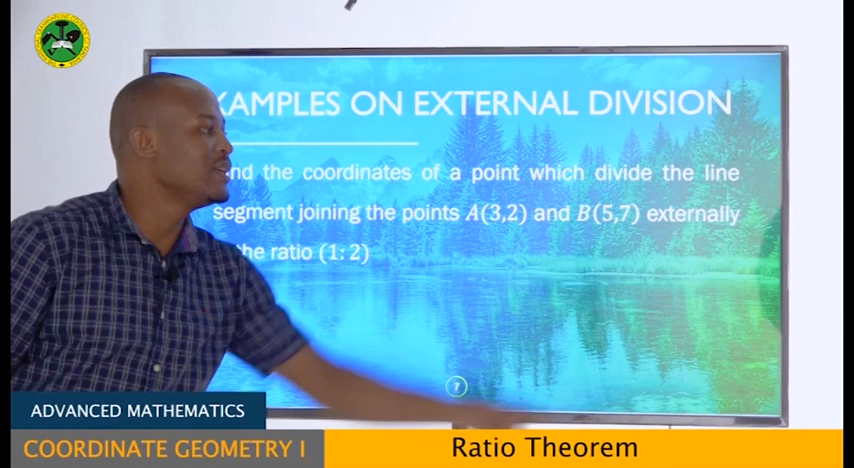 XAMPLES ON EXTERNAL DIVISION
nd the coordinates of a point which divide the line
segment joining the points A(3,2) and B(5,7) externally
the ratio (1:2)
7
ADVANCED MATHEMATICS
COORDINATE GEOMETRY I
Ratio Theorem